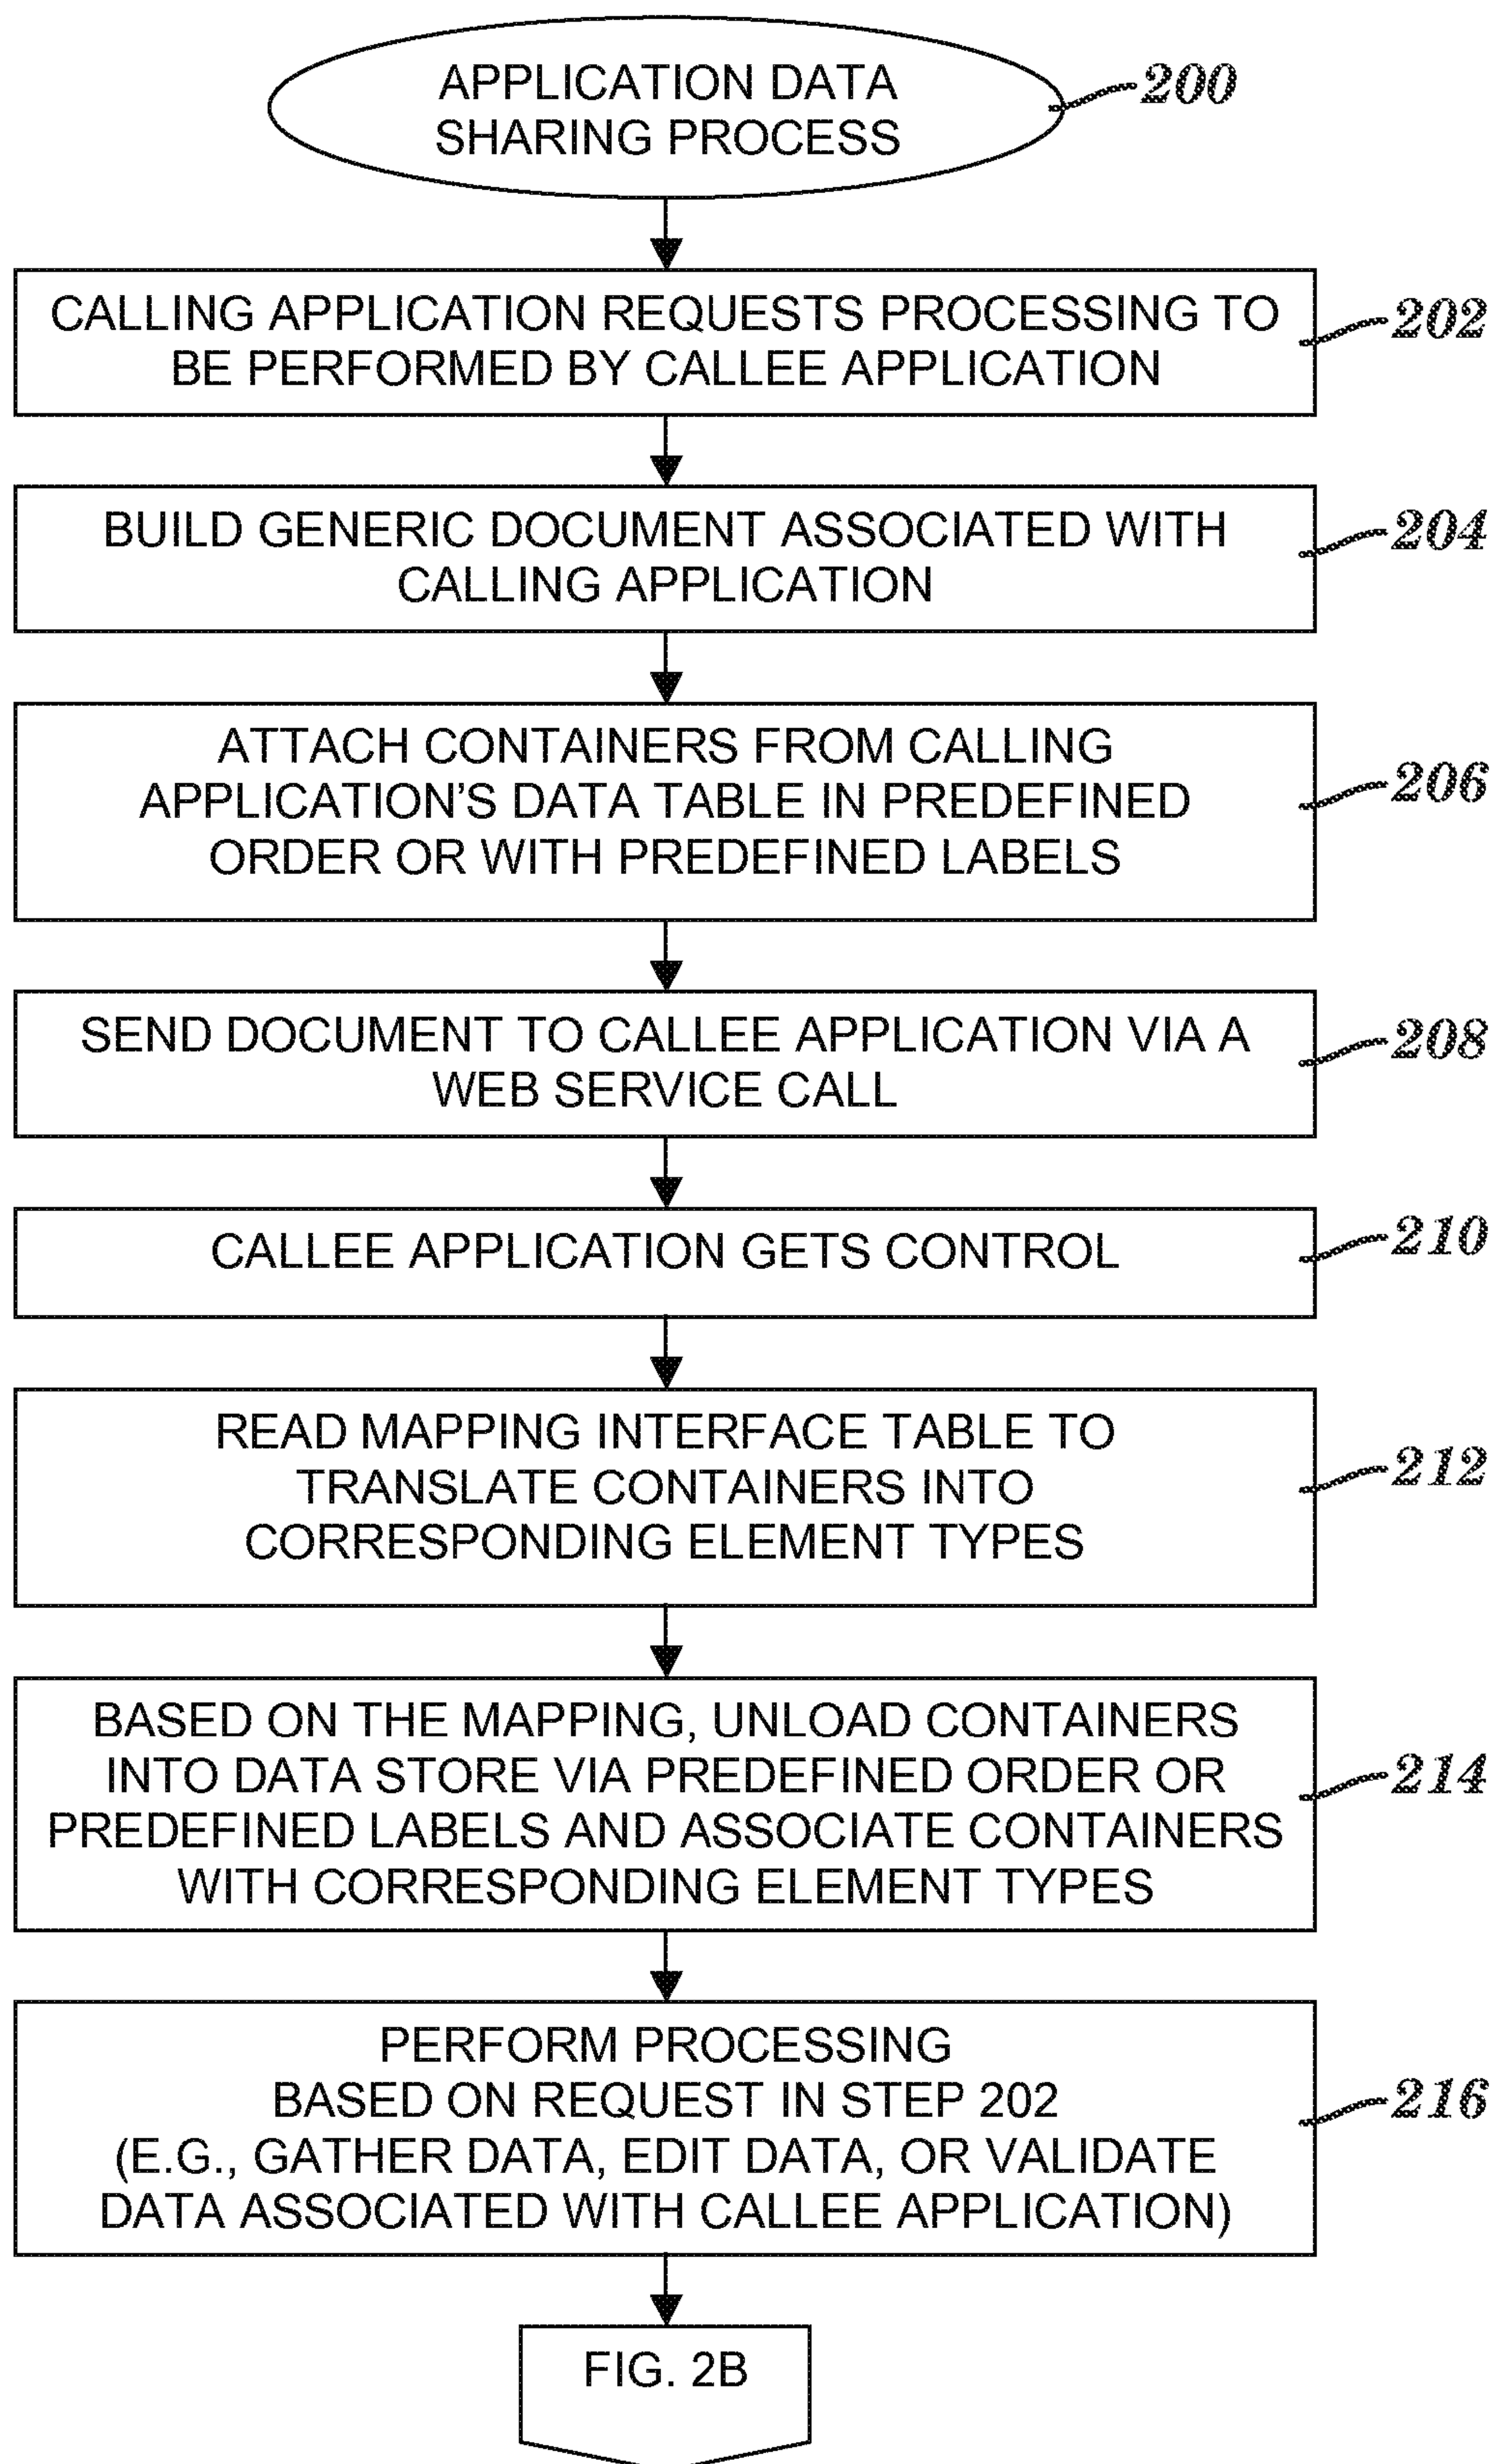 APPLICATION DATA
SHARING PROCESS
200
CALLING APPLICATION REQUESTS PROCESSING TO
BE PERFORMED BY CALLEE APPLICATION
202
BUILD GENERIC DOCUMENT ASSOCIATED WITH
CALLING APPLICATION
204
ATTACH CONTAINERS FROM CALLING
APPLICATION'S DATA TABLE IN PREDEFINED
ORDER OR WITH PREDEFINED LABELS
206
SEND DOCUMENT TO CALLEE APPLICATION VIA A
WEB SERVICE CALL
208
CALLEE APPLICATION GETS CONTROL
210
READ MAPPING INTERFACE TABLE TO
TRANSLATE CONTAINERS INTO
CORRESPONDING ELEMENT TYPES
212
BASED ON THE MAPPING, UNLOAD CONTAINERS
INTO DATA STORE VIA PREDEFINED ORDER OR
PREDEFINED LABELS AND ASSOCIATE CONTAINERS
WITH CORRESPONDING ELEMENT TYPES
214
PERFORM PROCESSING
BASED ON REQUEST IN STEP 202
(E.G., GATHER DATA, EDIT DATA, OR VALIDATE
DATA ASSOCIATED WITH CALLEE APPLICATION)
216
FIG. 2B